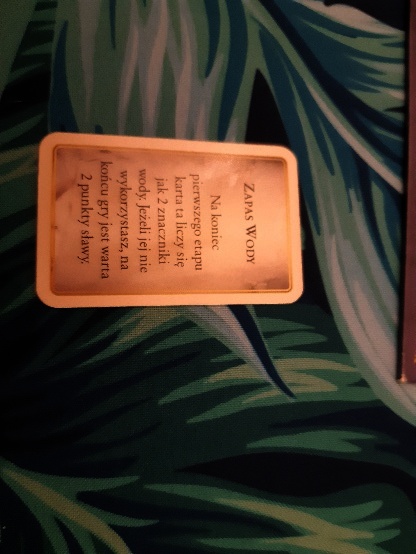 Zapas Wody
Na koniec
pierwszego etapu
karta ta liczy się
jak 2 znaczniki
wody. Jeżeli jej nie
wykorzystasz, na
końcu gry jest warta
2 punkty sławy.